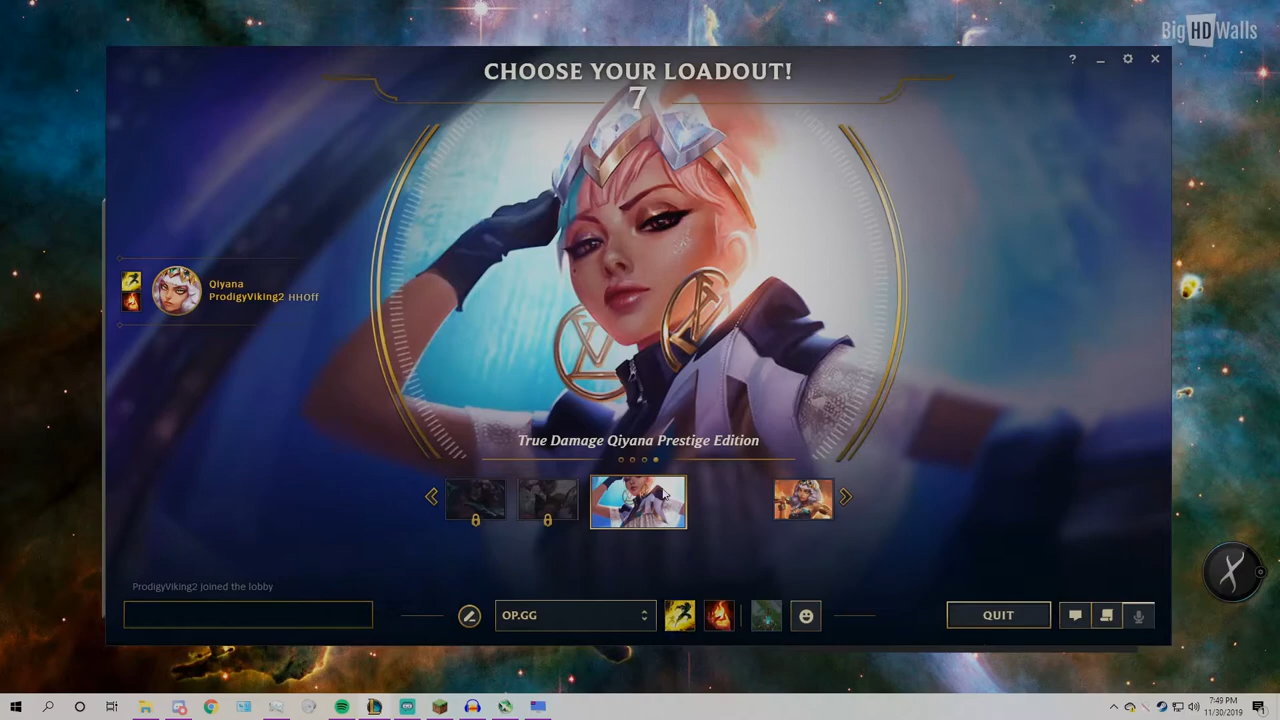 Big HD Walls
CHOOSE YOUR LOADOUT!
7
Qiyana
ProdigyViking2 HHOff
True Damage Qiyana Prestige Edition
ProdigyViking2 joined the lobby
OP.GG
QUIT
7:49 PM
11/30/2019